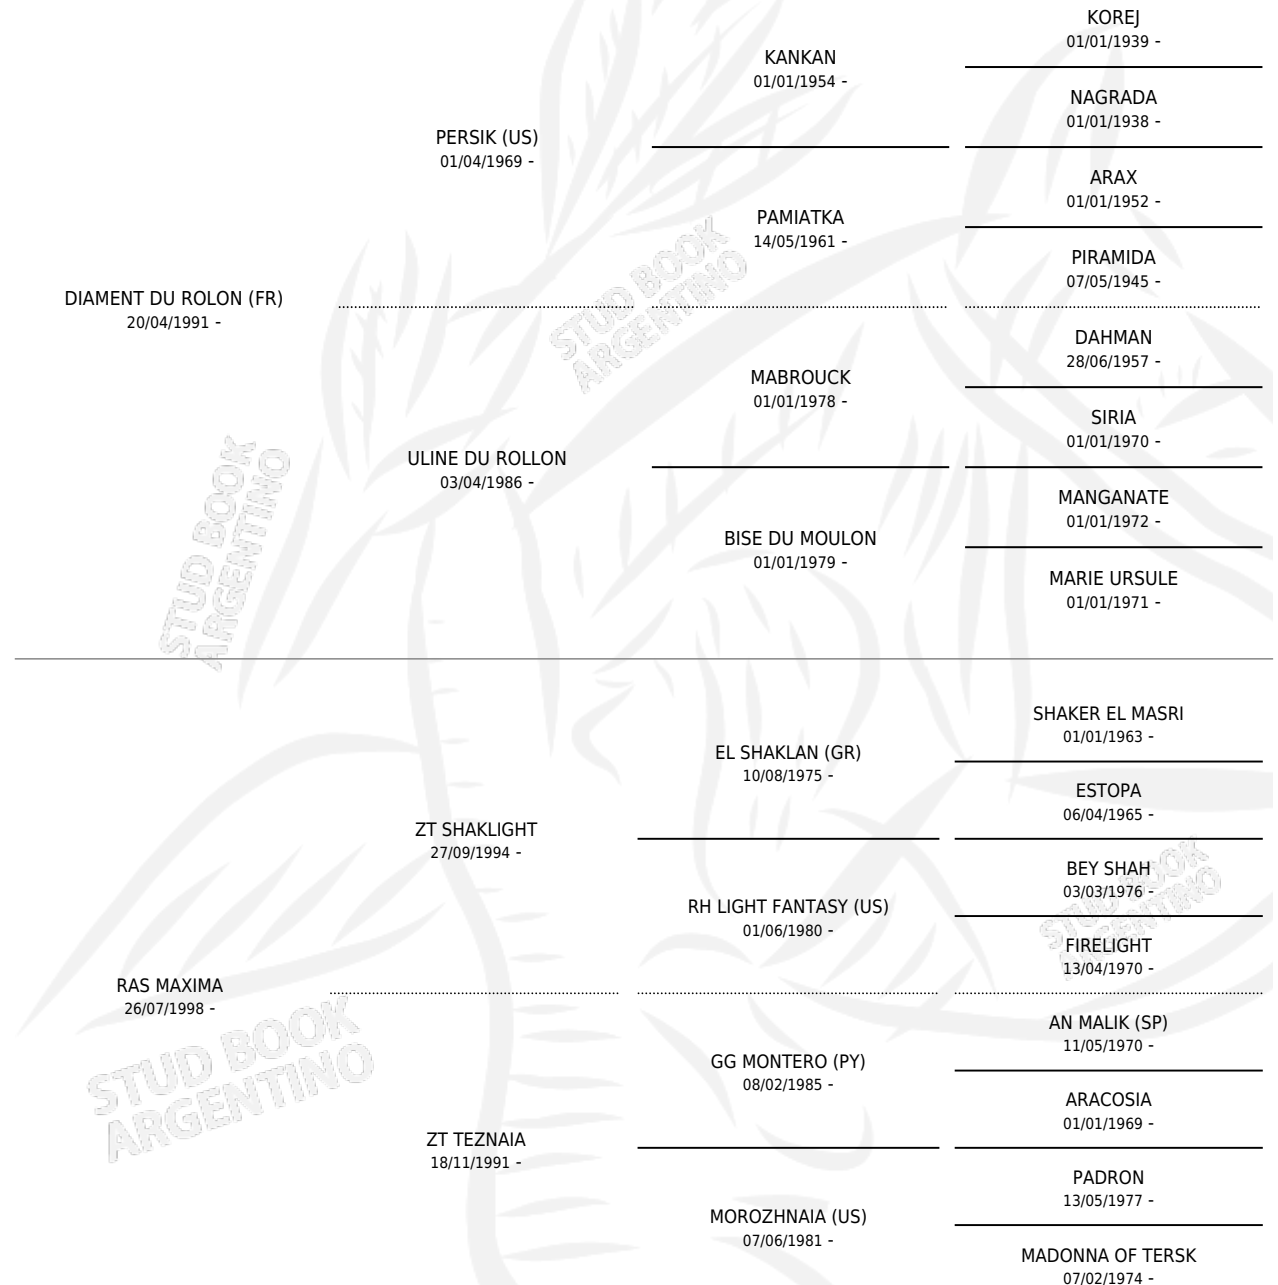 KOREJ
01/01/1939 -
KANKAN
01/01/1954 -
NAGRADA
01/01/1938 -
PERSIK (US)
01/04/1969 -
ARAX
01/01/1952 -
PAMIATKA
14/05/1961 -
PIRAMIDA
07/05/1945 -
DIAMENT DU ROLON (FR)
20/04/1991 -
DAHMAN
28/06/1957 -
MABROUCK
01/01/1978 -
SIRIA
01/01/1970 -
ULINE DU ROLLON
03/04/1986 -
MANGANATE
01/01/1972 -
BISE DU MOULON
01/01/1979 -
MARIE URSULE
01/01/1971 -
SHAKER EL MASRI
01/01/1963 -
EL SHAKLAN (GR)
10/08/1975 -
ESTOPA
06/04/1965 -
ZT SHAKLIGHT
27/09/1994 -
BEY SHAH
03/03/1976 -
RH LIGHT FANTASY (US)
01/06/1980 -
FIRELIGHT
13/04/1970 -
RAS MAXIMA
26/07/1998 -
AN MALIK (SP)
11/05/1970 -
GG MONTERO (PY)
08/02/1985 -
ARACOSIA
01/01/1969 -
ZT TEZNAIA
18/11/1991 -
PADRON
13/05/1977 -
MOROZHNAIA (US)
07/06/1981 -
MADONNA OF TERSK
07/02/1974 -
STUD BOOK
ARGENTINO
STUD BOOK
ARGENTINO
STUD BOOK
ARGENTINO
STUD BOOK
ARGENTINO